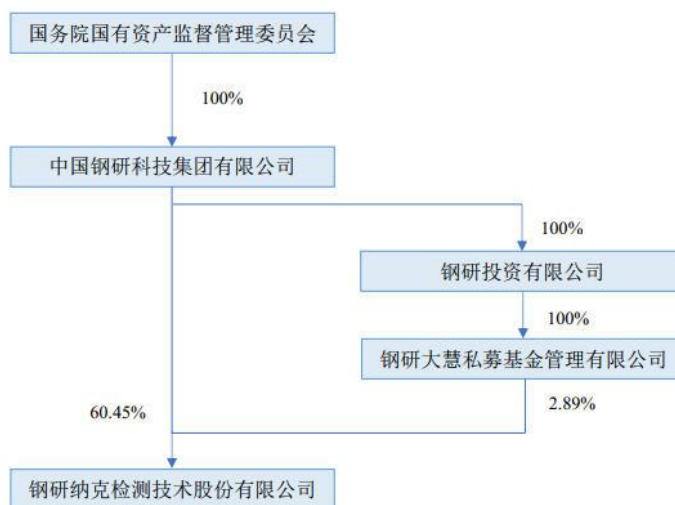 国务院国有资产监督管理委员会
100%
中国钢研科技集团有限公司
100%
钢研投资有限公司
100%
钢研大慧私募基金管理有限公司
60.45%
2.89%
钢研纳克检测技术股份有限公司